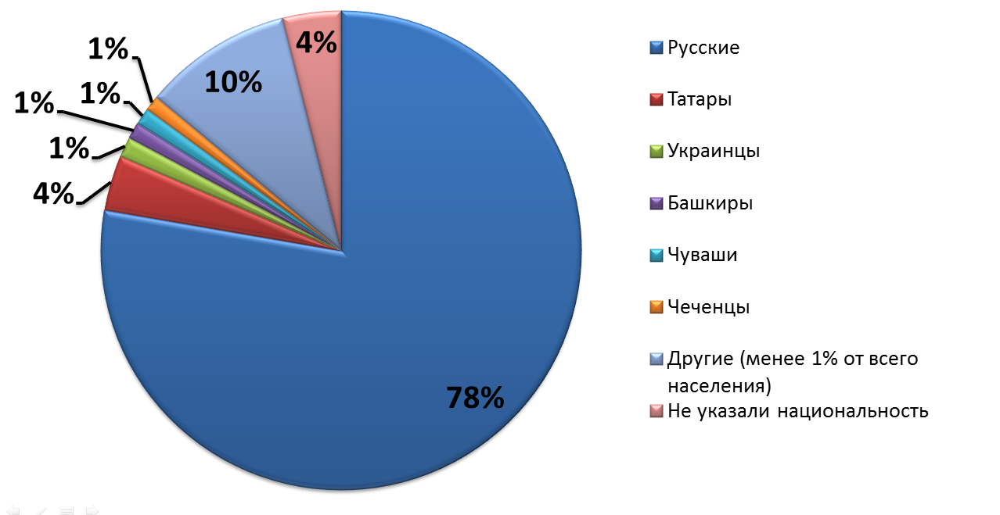 4%
1%
10%
1%
1%
1%
4%
78%
Русские
Татары
Украинцы
Башкиры
Чуваши
Чеченцы
Другие (менее 1% от всего
населения)
Не указали национальность